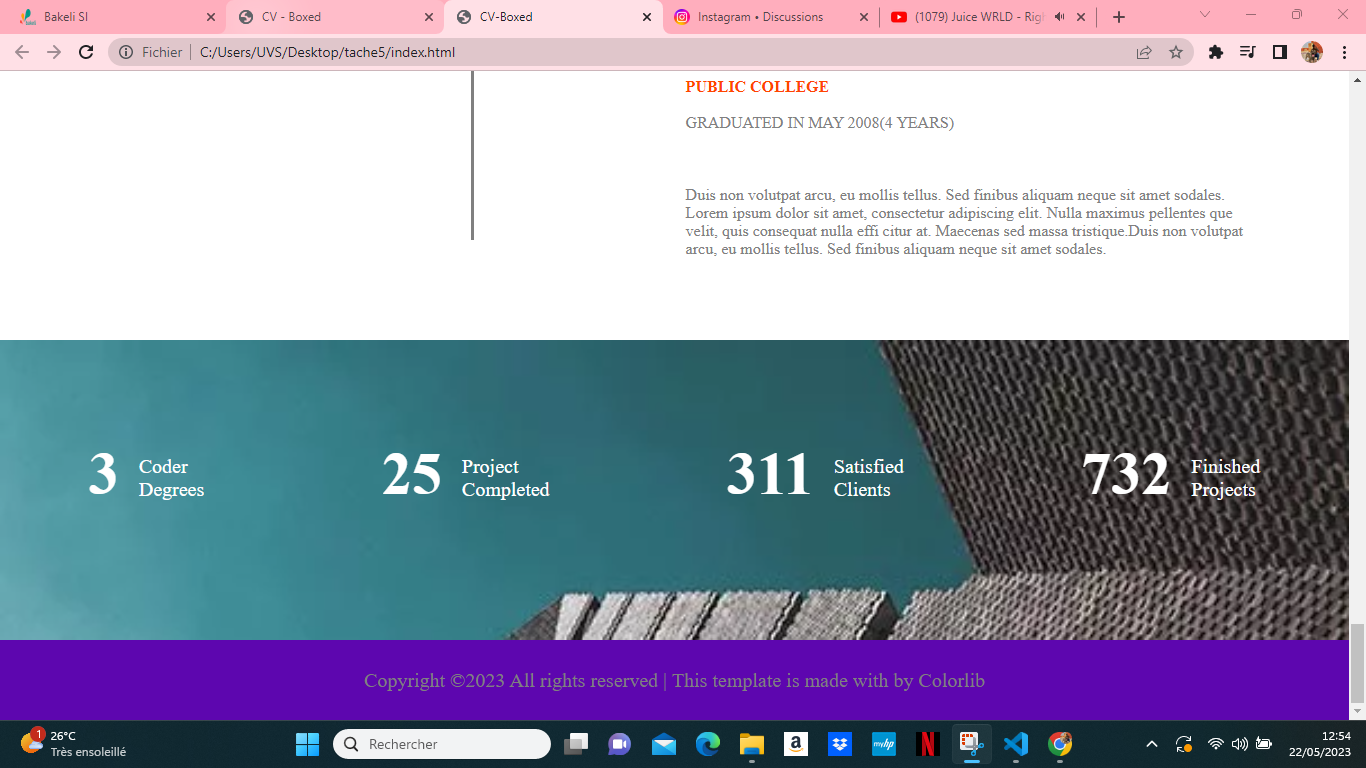 Bakeli SI
CV - Boxed
CV-Boxed
Instagram • Discussions
(1079) Juice WRLD - Rig
Fichier
C:/Users/UVS/Desktop/tache5/index.html
PUBLIC COLLEGE
GRADUATED IN MAY 2008(4 YEARS)
Duis non volutpat arcu, eu mollis tellus. Sed finibus aliquam neque sit amet sodales.
Lorem ipsum dolor sit amet, consectetur adipiscing elit. Nulla maximus pellentes que
velit, quis consequat nulla effi citur at. Maecenas sed massa tristique.Duis non volutpat
arcu, eu mollis tellus. Sed finibus aliquam neque sit amet sodales.
3 Coder
Degrees
25 Project
Completed
311 Satisfied
Clients
732 Finished
Projects
Copyright ©2023 All rights reserved | This template is made with by Colorlib
1
26°C
Très ensoleillé
Rechercher
a
myhp
N
12:54
22/05/2023